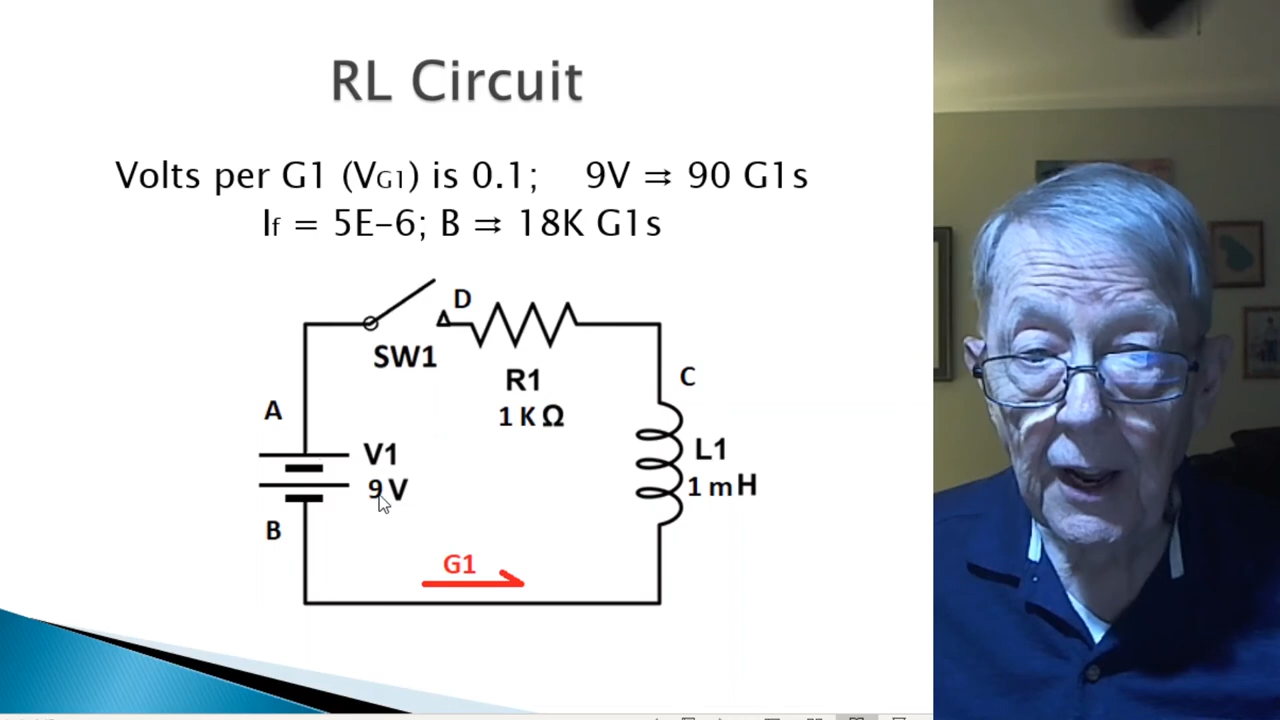 RL Circuit
Volts per G1 (VG1) is 0.1; 9V ⇉ 90 G1s
If = 5E-6; B ⇉ 18K G1s
D
SW1
R1
1 K Ω
C
A
V1
9 V
L1
1 mH
B
G1